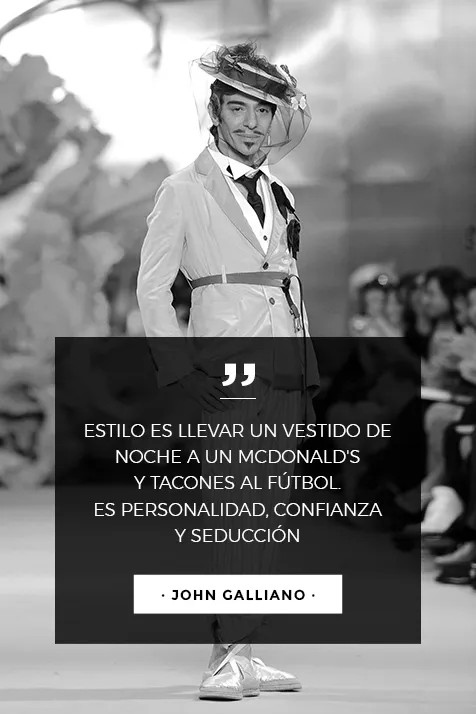 ”
ESTILO ES LLEVAR UN VESTIDO DE
NOCHE A UN MCDONALD'S
Y TACONES AL FÚTBOL.
ES PERSONALIDAD, CONFIANZA
Y SEDUCCIÓN
· JOHN GALLIANO ·